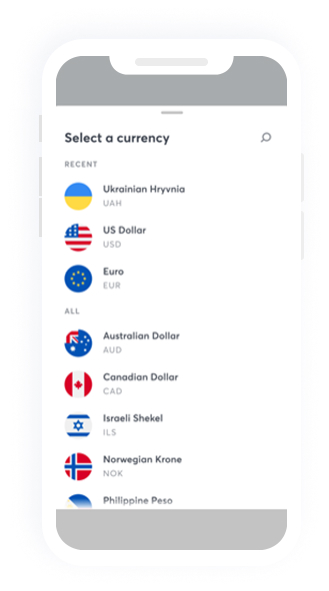 Select a currency
RECENT
Ukrainian Hryvnia
UAH
US Dollar
USD
Euro
EUR
ALL
Australian Dollar
AUD
Canadian Dollar
CAD
Israeli Shekel
ILS
Norwegian Krone
NOK
Philippine Peso